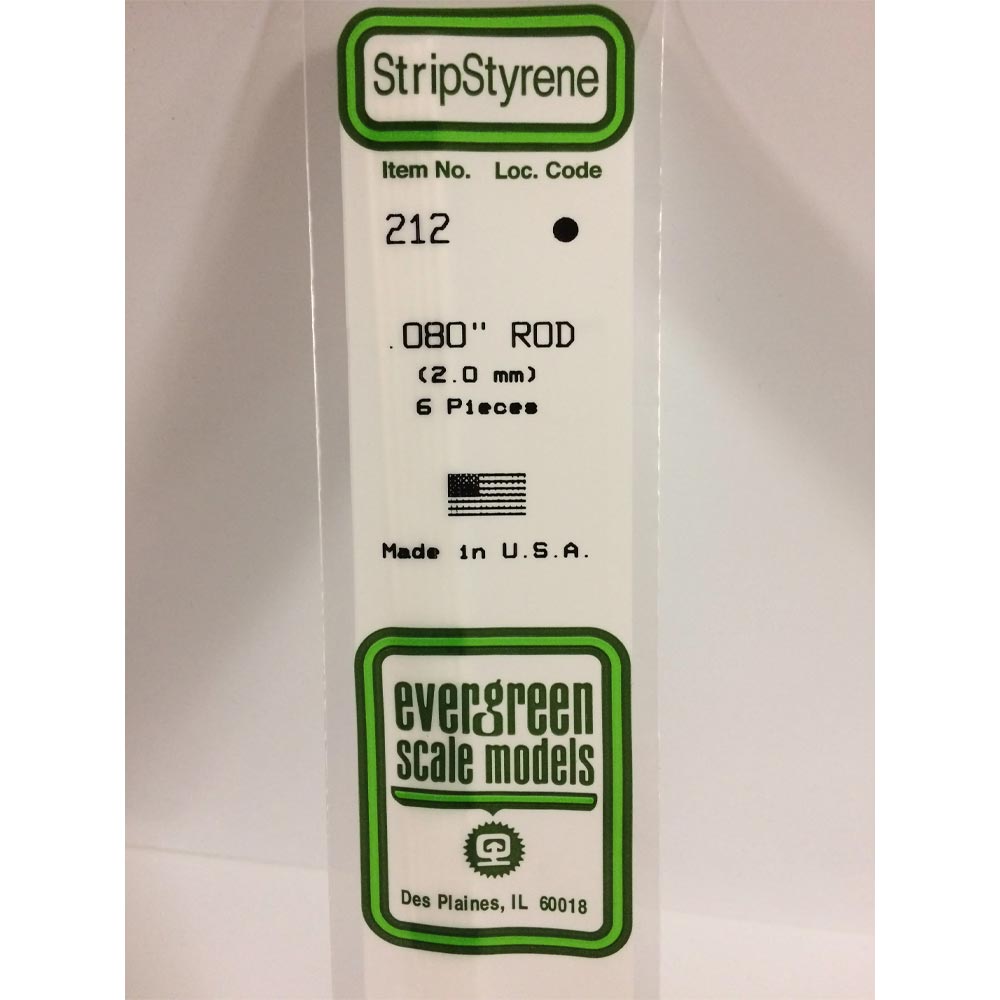 StripStyrene
Item No. Loc. Code
212
.080" ROD
(2.0 mm)
6 Pieces
Made in U.S.A.
evergreen
scale models
Des Plaines, IL 60018